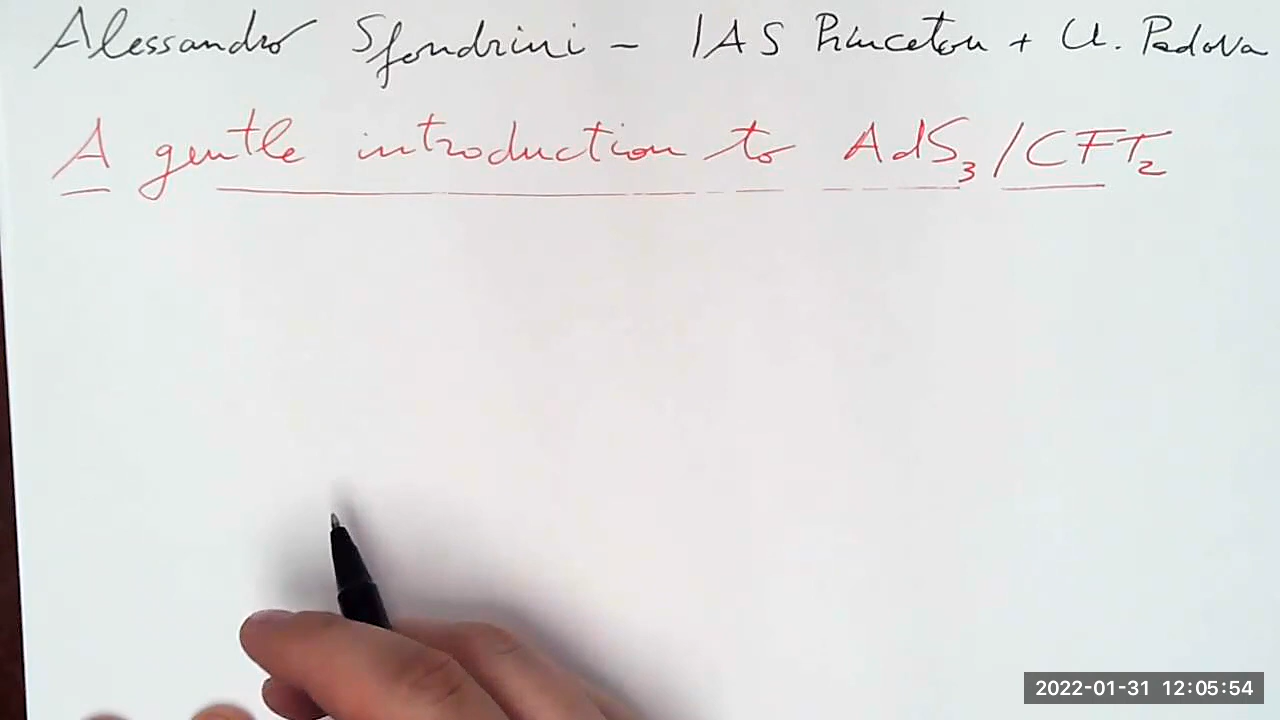 Alessandro Sfondrini - IAS Princeton + U. Padova
A gentle introduction to AdS₃/CFT₂
2022-01-31 12:05:54